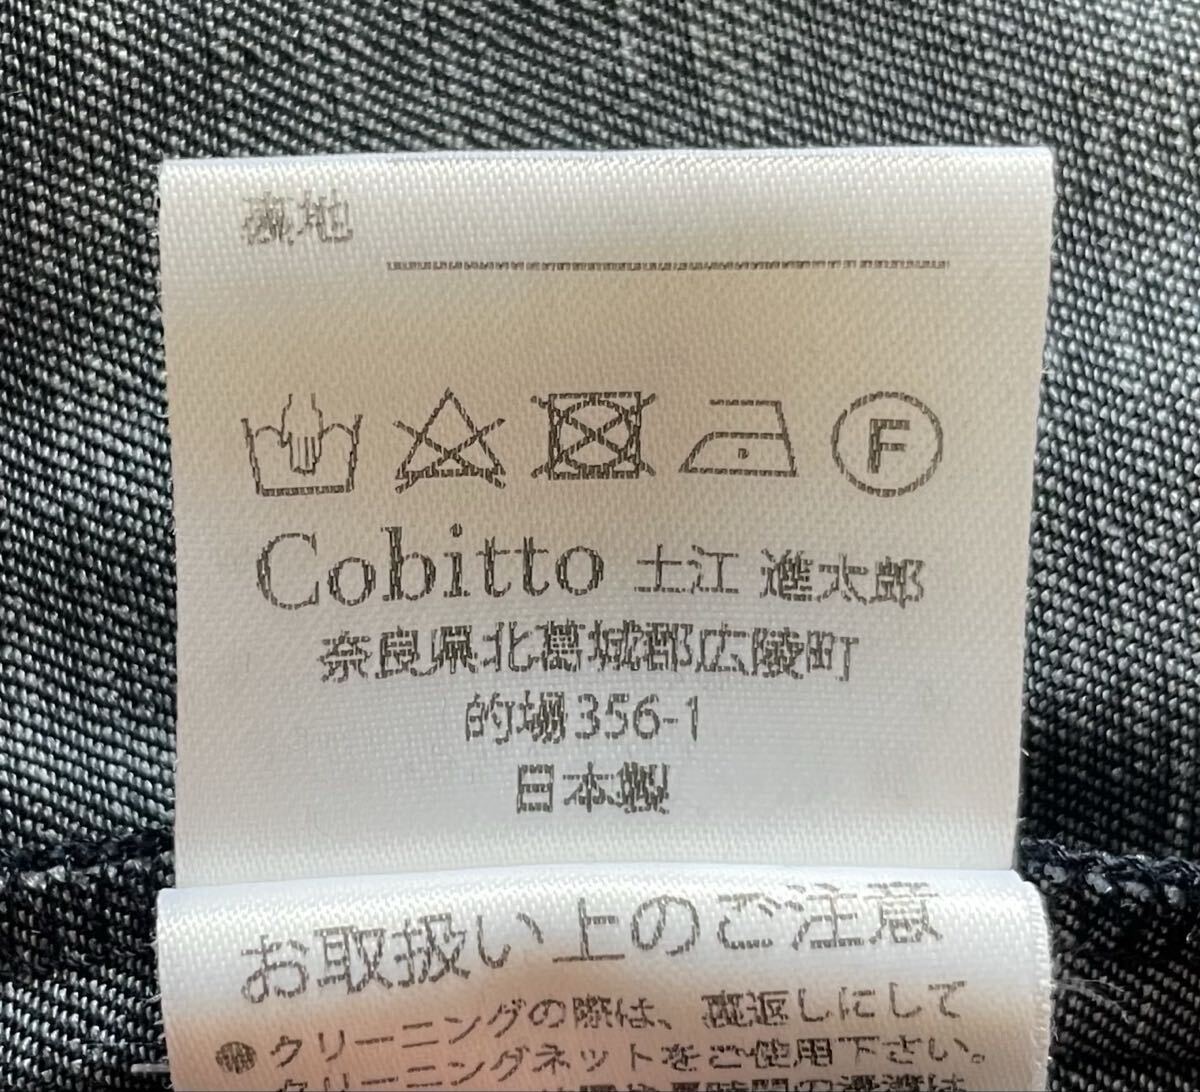 表地
F
Cobitto 土江 進太郎
奈良県北葛城郡広陵町
的場356-1
日本製
お取扱い上のご注意
●クリーニングの際は、裏返しにして
クリーニングネットをご使用下さい。